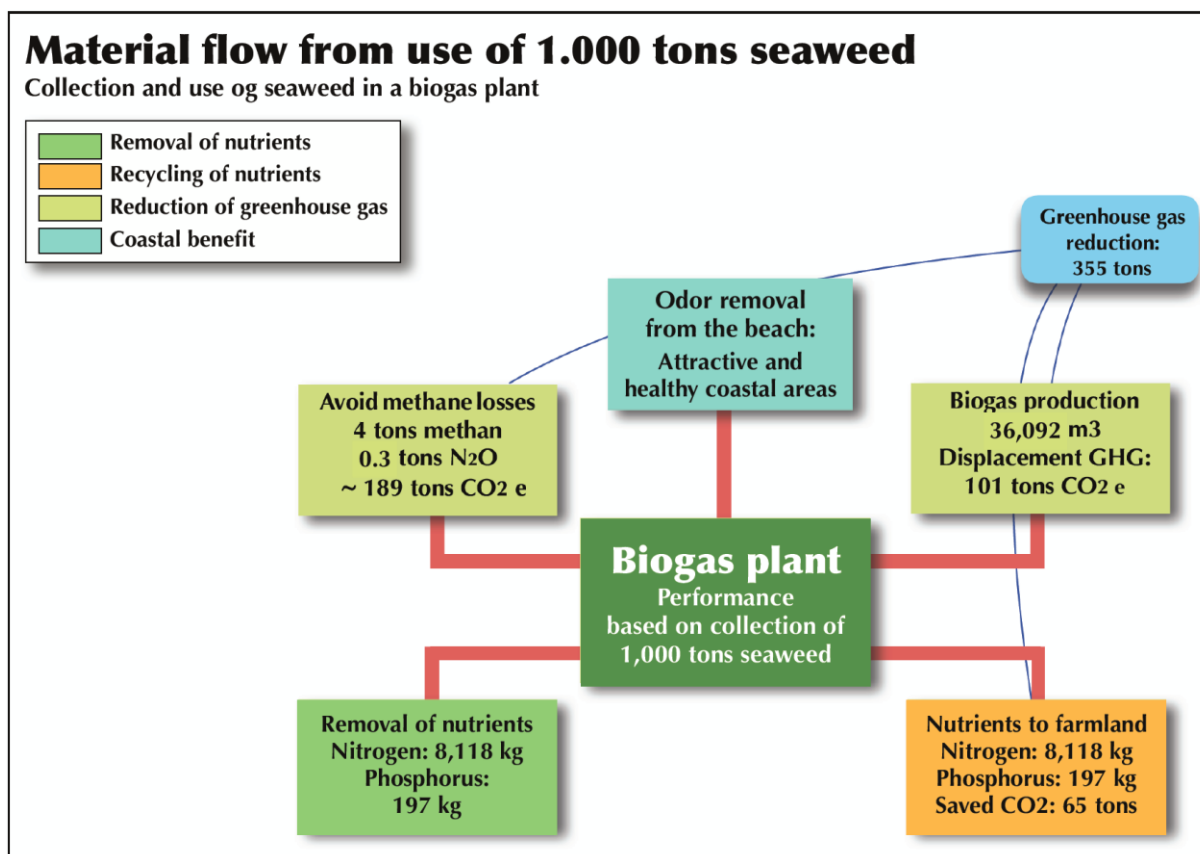 Material flow from use of 1.000 tons seaweed
Collection and use og seaweed in a biogas plant
Removal of nutrients
Recycling of nutrients
Reduction of greenhouse gas
Coastal benefit
Greenhouse gas
reduction:
355 tons
Odor removal
from the beach:
Attractive and
healthy coastal areas
Avoid methane losses
4 tons methan
0.3 tons N2O
~ 189 tons CO2 e
Biogas production
36,092 m3
Displacement GHG:
101 tons CO2 e
Biogas plant
Performance
based on collection of
1,000 tons seaweed
Removal of nutrients
Nitrogen: 8,118 kg
Phosphorus:
197 kg
Nutrients to farmland
Nitrogen: 8,118 kg
Phosphorus: 197 kg
Saved CO2: 65 tons